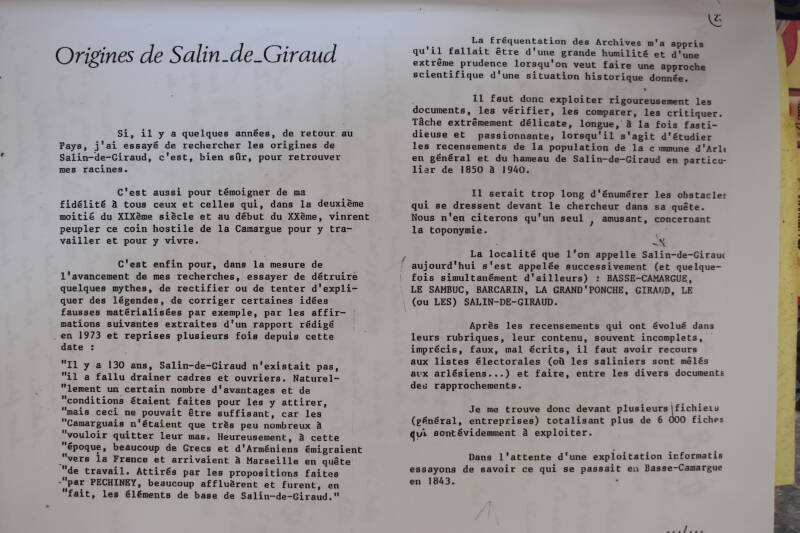 Origines de Salin-de-Giraud
Si, il y a quelques années, de retour au
Pays, j'ai essayé de rechercher les origines de
Salin-de-Giraud, c'est, bien sûr, pour retrouver
mes racines.
C'est aussi pour témoigner de ma
fidélité à tous ceux et celles qui, dans la deuxième
moitié du XIXème siècle et au début du XXème, vinrent
peupler ce coin hostile de la Camargue pour y tra-
vailler et pour y vivre.
C'est enfin pour, dans la mesure de
l'avancement de mes recherches, essayer de détruire
quelques mythes, de rectifier ou de tenter d'expli-
quer des légendes, de corriger certaines idées
fausses matérialisées par exemple, par les affir-
mations suivantes extraites d'un rapport rédigé
en 1973 et reprises plusieurs fois depuis cette
date :
"Il y a 130 ans, Salin-de-Giraud n'existait pas,
"il a fallu drainer cadres et ouvriers. Naturel-
"lement un certain nombre d'avantages et de
"conditions étaient faites pour les y attirer,
"mais ceci ne pouvait être suffisant, car les
"Camarguais n'étaient que très peu nombreux à
"vouloir quitter leur mas. Heureusement, à cette
"époque, beaucoup de Grecs et d'Arméniens émigraient
"vers la France et arrivaient à Marseille en quête
"de travail. Attirés par les propositions faites
"par PECHINEY, beaucoup affluèrent et furent, en
"fait, les éléments de base de Salin-de-Giraud."
La fréquentation des Archives m'a appris
qu'il fallait être d'une grande humilité et d'une
extrême prudence lorsqu'on veut faire une approche
scientifique d'une situation historique donnée.
Il faut donc exploiter rigoureusement les
documents, les vérifier, les comparer, les critiquer.
Tâche extrêmement délicate, longue, à la fois fasti-
dieuse et passionnante, lorsqu'il s'agit d'étudier
les recensements de la population de la commune d'Arle
en général et du hameau de Salin-de-Giraud en particu-
lier de 1850 à 1940.
Il serait trop long d'énumérer les obstacles
qui se dressent devant le chercheur dans sa quête.
Nous n'en citerons qu'un seul , amusant, concernant
la toponymie.
La localité que l'on appelle Salin-de-Giraud
aujourd'hui s'est appelée successivement (et quelque-
fois simultanément d'ailleurs) : BASSE-CAMARGUE,
LE SAMBUC, BARCARIN, LA GRAND'PONCHE, GIRAUD, LE
(ou LES) SALIN-DE-GIRAUD.
Après les recensements qui ont évolué dans
leurs rubriques, leur contenu, souvent incomplets,
imprécis, faux, mal écrits, il faut avoir recours
aux listes électorales (où les saliniers sont mêlés
aux arlésiens...) et faire, entre les divers documents
des rapprochements.
Je me trouve donc devant plusieurs fichiers
(général, entreprises) totalisant plus de 6 000 fiches
qui sontévidemment à exploiter.
Dans l'attente d'une exploitation informatis
essayons de savoir ce qui se passait en Basse-Camargue
en 1843.
.../...